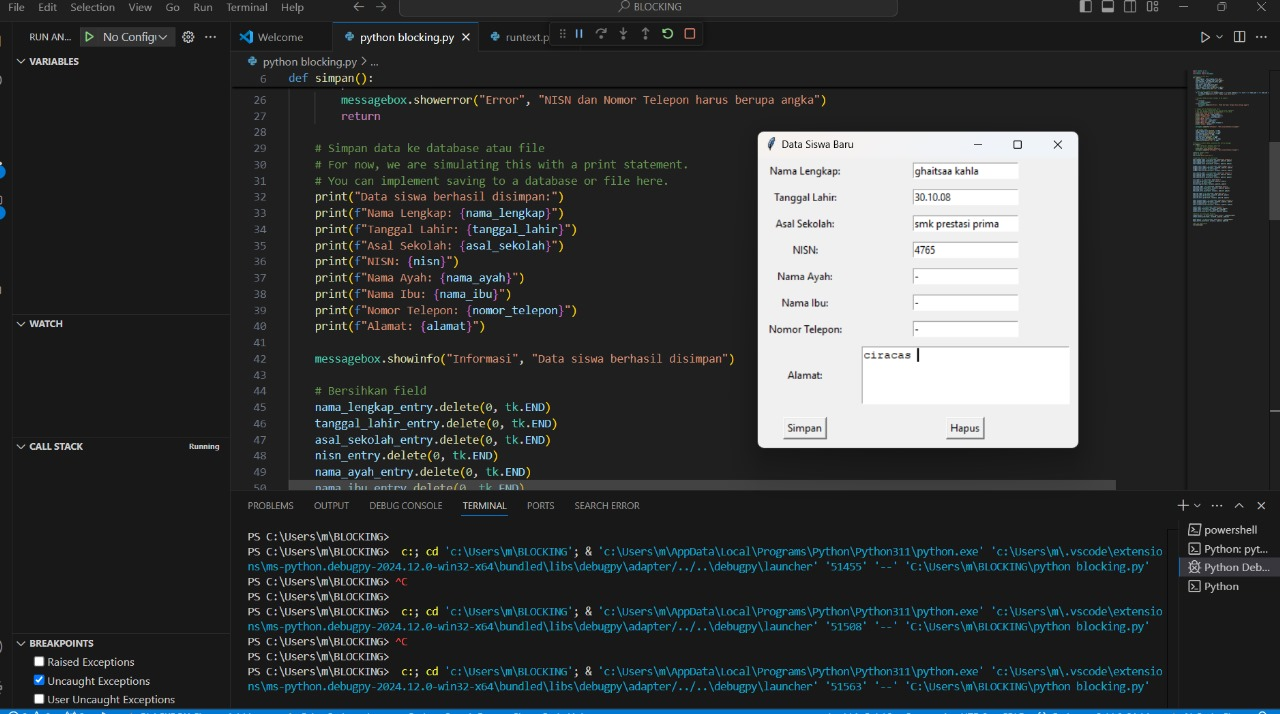 File Edit Selection View Go Run Terminal Help BLOCKING
RUN AN... No Config
Welcome python blocking.py runtext.p
VARIABLES
python blocking.py > ...
6 def simpan():
26 messagebox.showerror("Error", "NISN dan Nomor Telepon harus berupa angka")
27 return
28
29 # Simpan data ke database atau file
30 # For now, we are simulating this with a print statement.
31 # You can implement saving to a database or file here.
32 print("Data siswa berhasil disimpan:")
33 print(f"Nama Lengkap: {nama_lengkap}")
34 print(f"Tanggal Lahir: {tanggal_lahir}")
35 print(f"Asal Sekolah: {asal_sekolah}")
36 print(f"NISN: {nisn}")
37 print(f"Nama Ayah: {nama_ayah}")
38 print(f"Nama Ibu: {nama_ibu}")
39 print(f"Nomor Telepon: {nomor_telepon}")
40 print(f"Alamat: {alamat}")
41
42 messagebox.showinfo("Informasi", "Data siswa berhasil disimpan")
43
44 # Bersihkan field
45 nama_lengkap_entry.delete(0, tk.END)
46 tanggal_lahir_entry.delete(0, tk.END)
47 asal_sekolah_entry.delete(0, tk.END)
48 nisn_entry.delete(0, tk.END)
49 nama_ayah_entry.delete(0, tk.END)
50 nama_ibu_entry.delete(0, tk.END)
Data Siswa Baru
Nama Lengkap: ghaitsaa kahla
Tanggal Lahir: 30.10.08
Asal Sekolah: smk prestasi prima
NISN: 4765
Nama Ayah: -
Nama Ibu: -
Nomor Telepon: -
Alamat: ciracas
Simpan Hapus
WATCH
CALL STACK Running
BREAKPOINTS
Raised Exceptions
Uncaught Exceptions
User Uncaught Exceptions
PROBLEMS OUTPUT DEBUG CONSOLE TERMINAL PORTS SEARCH ERROR
PS C:\Users\m\BLOCKING>
PS C:\Users\m\BLOCKING> c:; cd 'c:\Users\m\BLOCKING'; & 'c:\Users\m\AppData\Local\Programs\Python\Python311\python.exe' 'c:\Users\m\.vscode\extensio
ns\ms-python.debugpy-2024.12.0-win32-x64\bundled\libs\debugpy\adapter/../..\debugpy\launcher' '51455' '--' 'C:\Users\m\BLOCKING\python blocking.py'
PS C:\Users\m\BLOCKING> ^C
PS C:\Users\m\BLOCKING>
PS C:\Users\m\BLOCKING> c:; cd 'c:\Users\m\BLOCKING'; & 'c:\Users\m\AppData\Local\Programs\Python\Python311\python.exe' 'c:\Users\m\.vscode\extensio
ns\ms-python.debugpy-2024.12.0-win32-x64\bundled\libs\debugpy\adapter/../..\debugpy\launcher' '51508' '--' 'C:\Users\m\BLOCKING\python blocking.py'
PS C:\Users\m\BLOCKING> ^C
PS C:\Users\m\BLOCKING>
PS C:\Users\m\BLOCKING> c:; cd 'c:\Users\m\BLOCKING'; & 'c:\Users\m\AppData\Local\Programs\Python\Python311\python.exe' 'c:\Users\m\.vscode\extensio
ns\ms-python.debugpy-2024.12.0-win32-x64\bundled\libs\debugpy\adapter/../..\debugpy\launcher' '51563' '--' 'C:\Users\m\BLOCKING\python blocking.py'
powershell
Python: pyt...
Python Deb...
Python